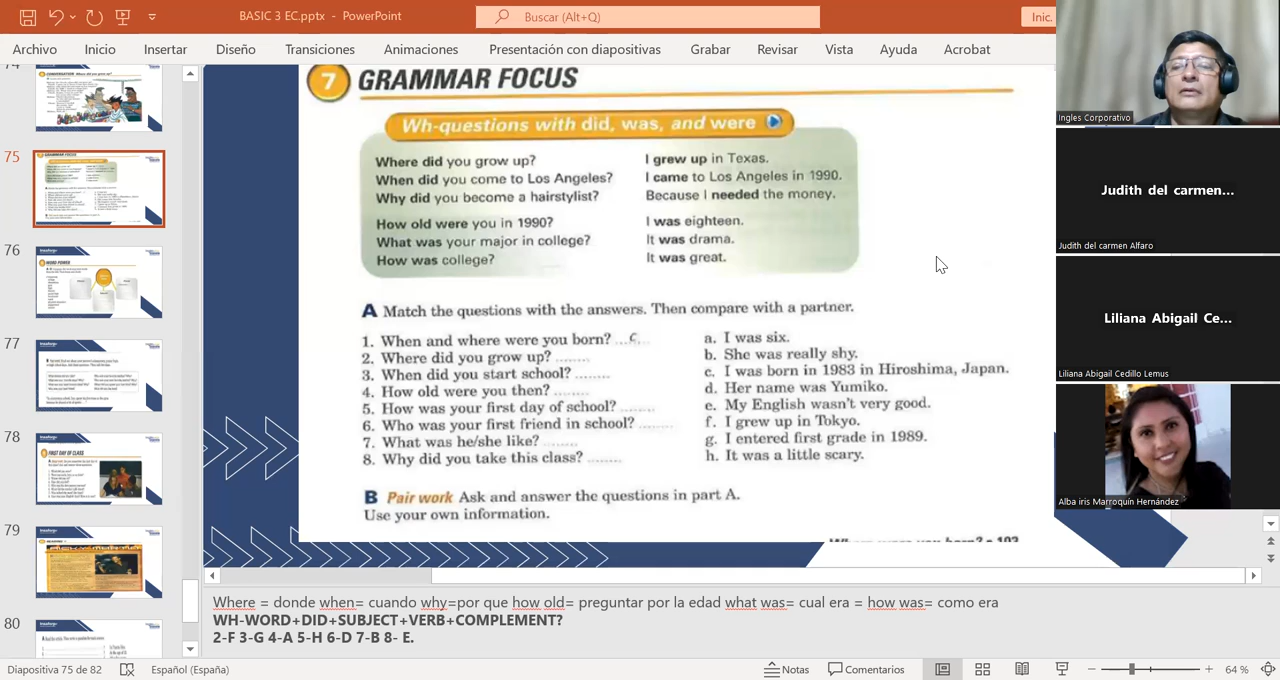 BASIC 3 EC.pptx - PowerPoint
Buscar (Alt+Q)
Inic.
Archivo Inicio Insertar Diseño Transiciones Animaciones Presentación con diapositivas Grabar Revisar Vista Ayuda Acrobat
74
75
76
77
78
79
80
7 GRAMMAR FOCUS
Wh-questions with did, was, and were
Where did you grow up? I grew up in Texas.
When did you come to Los Angeles? I came to Los Angeles in 1990.
Why did you become a hairstylist? Because I needed the money.
How old were you in 1990? I was eighteen.
What was your major in college? It was drama.
How was college? It was great.
A Match the questions with the answers. Then compare with a partner.
1. When and where were you born? ...c... a. I was six.
2. Where did you grow up? ........ b. She was really shy.
3. When did you start school? ........ c. I was born in 1983 in Hiroshima, Japan.
4. How old were you then? ........ d. Her name was Yumiko.
5. How was your first day of school? ........ e. My English wasn't very good.
6. Who was your first friend in school? ........ f. I grew up in Tokyo.
7. What was he/she like? ........ g. I entered first grade in 1989.
8. Why did you take this class? ........ h. It was a little scary.
B Pair work Ask and answer the questions in part A.
Use your own information.
Where = donde when= cuando why=por que how old= preguntar por la edad what was= cual era = how was= como era
WH-WORD+DID+SUBJECT+VERB+COMPLEMENT?
2-F 3-G 4-A 5-H 6-D 7-B 8- E.
Ingles Corporativo
Judith del carmen...
Judith del carmen Alfaro
Liliana Abigail Ce...
Liliana Abigail Cedillo Lemus
Alba iris Marroquín Hernández
Diapositiva 75 de 82 Español (España) Notas Comentarios 64 %